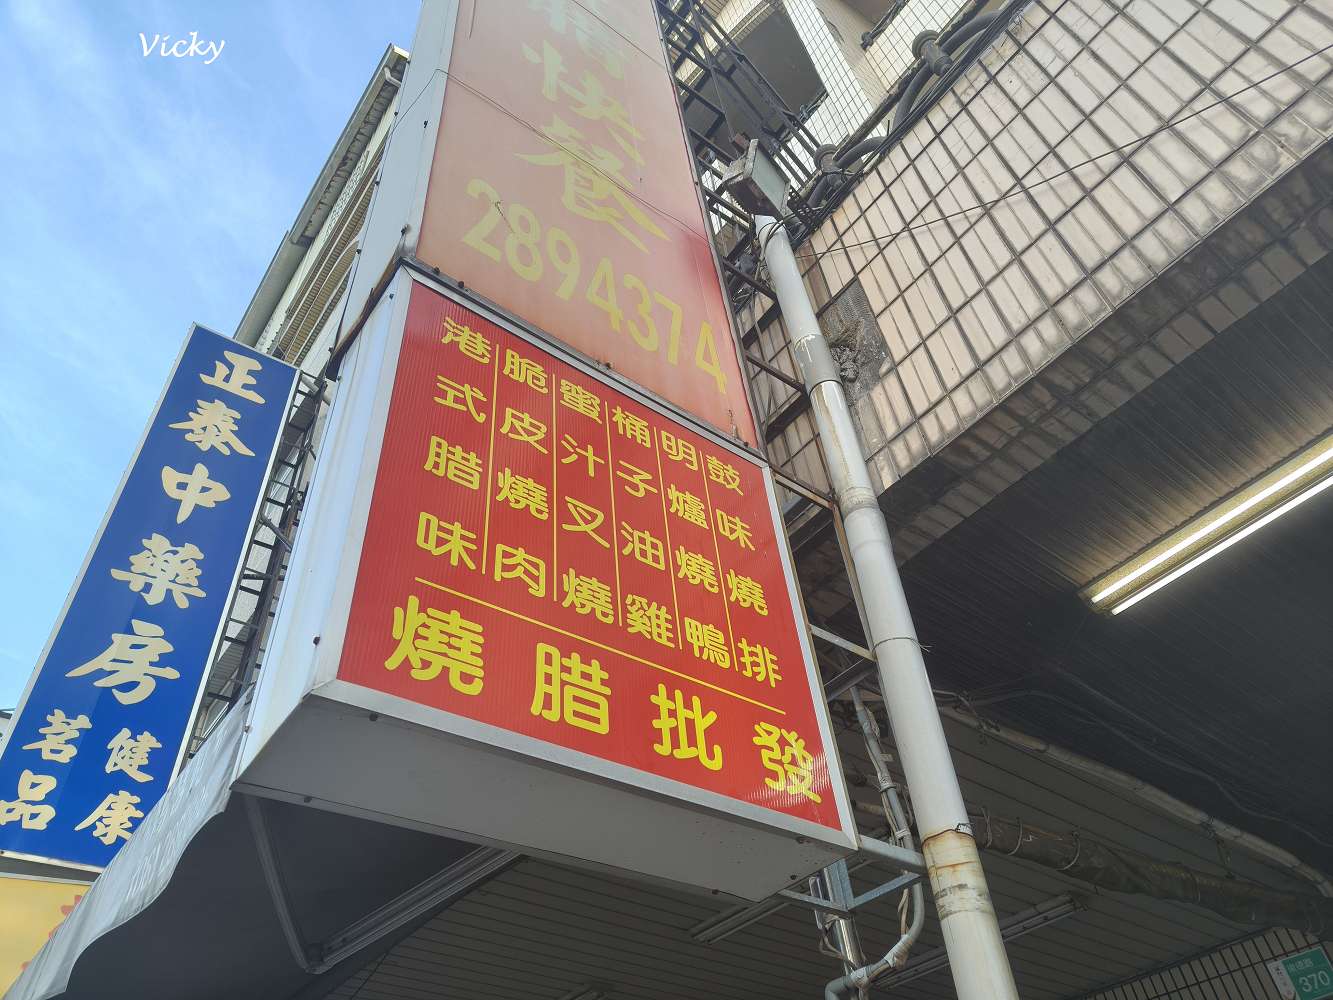 Vicky
快餐
2894374
鼓味燒排
明爐燒鴨
桶子油雞
蜜汁叉燒
脆皮燒肉
港式腊味
燒腊批發
正泰中藥房
健康
茗品
370